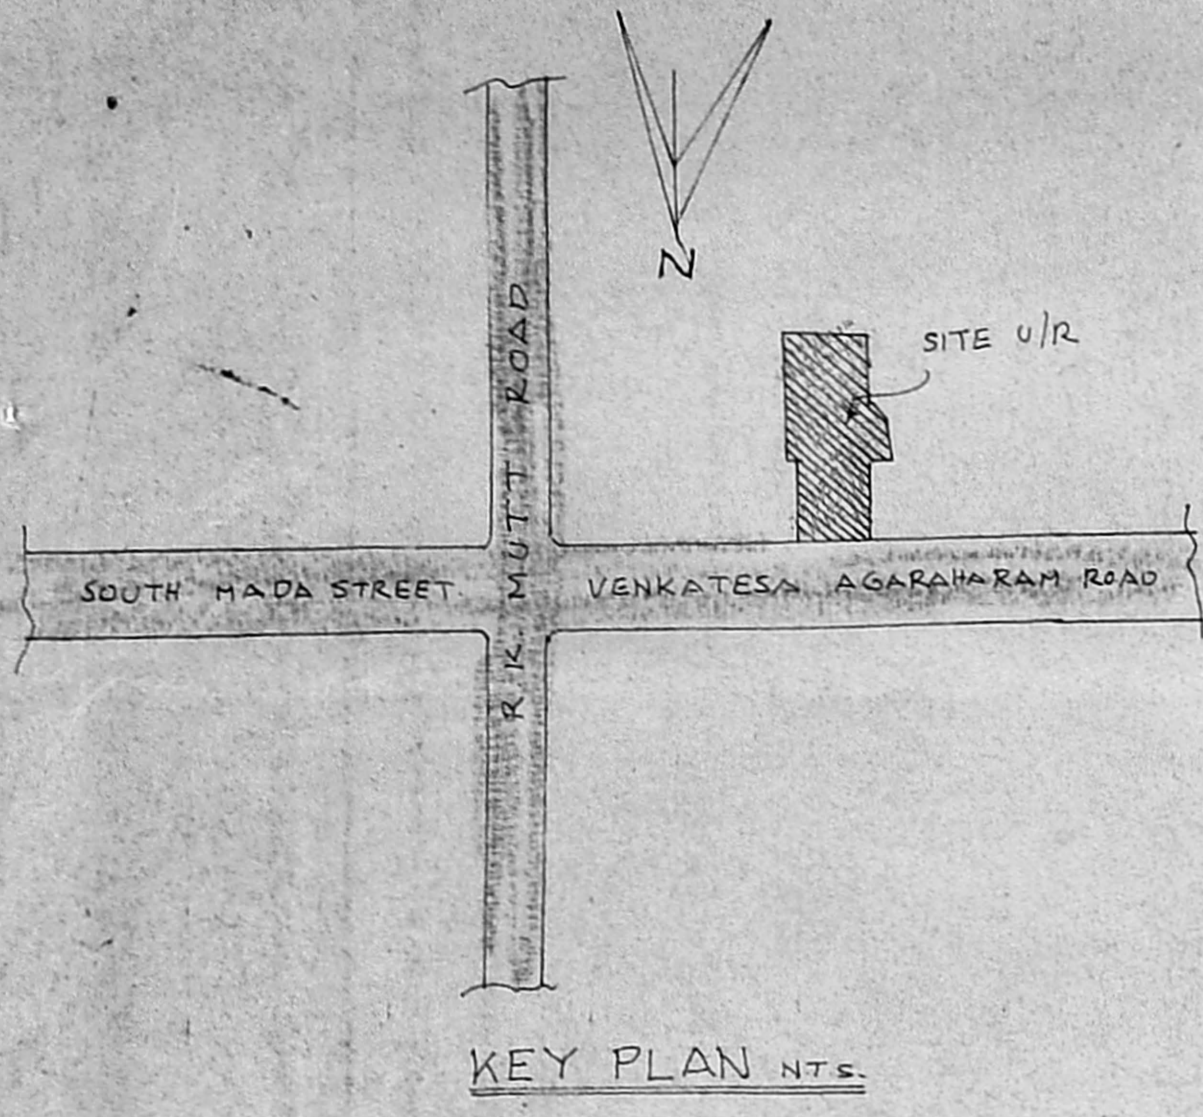 N
SITE U/R
R.K. MUTT ROAD
SOUTH MADA STREET.
VENKATESA AGARAHARAM ROAD
KEY PLAN NTS.